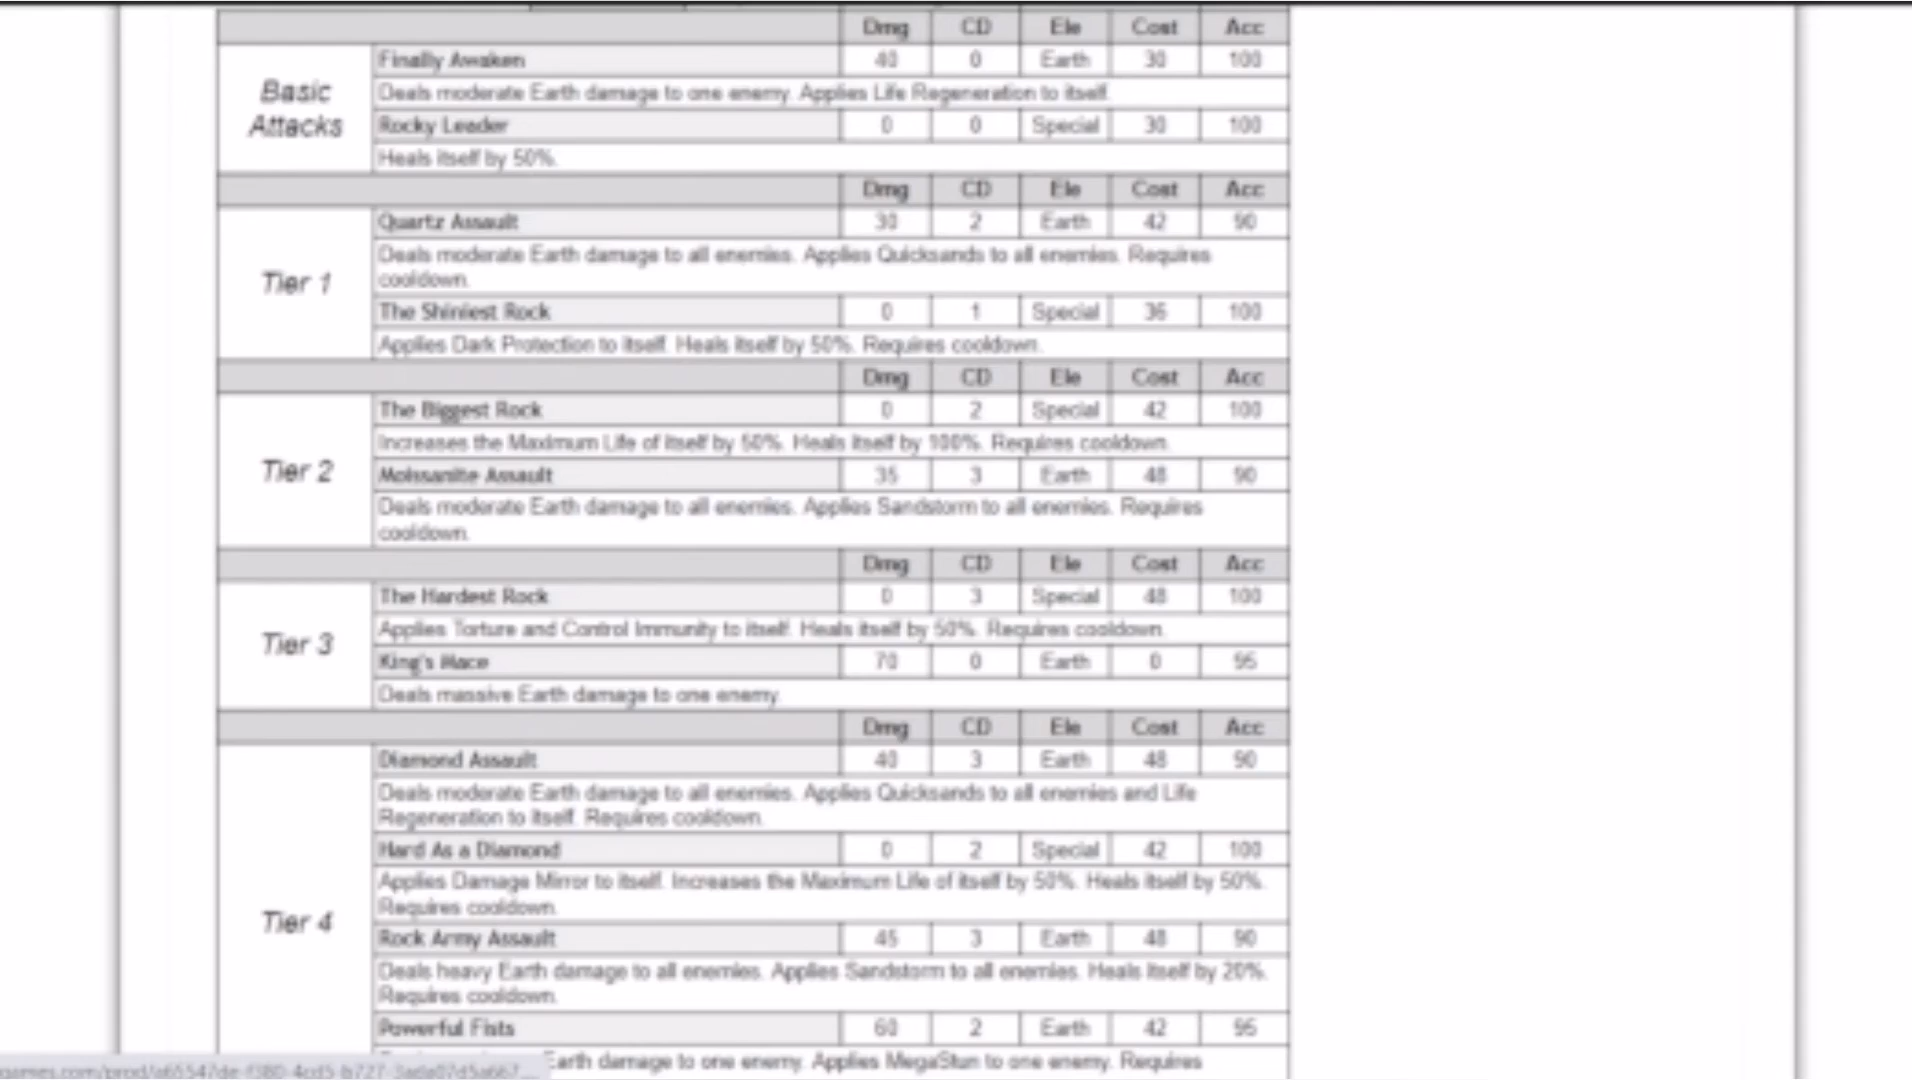 Dmg CD Ele Cost Acc
Basic Attacks
Finally Awaken 40 0 Earth 30 100
Deals moderate Earth damage to one enemy. Applies Life Regeneration to itself.
Rocky Leader 0 0 Special 30 100
Heals itself by 50%.
Dmg CD Ele Cost Acc
Tier 1
Quartz Assault 30 2 Earth 42 90
Deals moderate Earth damage to all enemies. Applies Quicksands to all enemies. Requires
cooldown.
The Shiniest Rock 0 1 Special 36 100
Applies Dark Protection to itself. Heals itself by 50%. Requires cooldown.
Dmg CD Ele Cost Acc
Tier 2
The Biggest Rock 0 2 Special 42 100
Increases the Maximum Life of itself by 50%. Heals itself by 100%. Requires cooldown.
Moissanite Assault 35 3 Earth 48 90
Deals moderate Earth damage to all enemies. Applies Sandstorm to all enemies. Requires
cooldown.
Dmg CD Ele Cost Acc
Tier 3
The Hardest Rock 0 3 Special 48 100
Applies Torture and Control Immunity to itself. Heals itself by 50%. Requires cooldown.
King's Mace 70 0 Earth 0 95
Deals massive Earth damage to one enemy.
Dmg CD Ele Cost Acc
Tier 4
Diamond Assault 40 3 Earth 48 90
Deals moderate Earth damage to all enemies. Applies Quicksands to all enemies and Life
Regeneration to itself. Requires cooldown.
Hard As a Diamond 0 2 Special 42 100
Applies Damage Mirror to itself. Increases the Maximum Life of itself by 50%. Heals itself by 50%.
Requires cooldown.
Rock Army Assault 45 3 Earth 48 90
Deals heavy Earth damage to all enemies. Applies Sandstorm to all enemies. Heals itself by 20%.
Requires cooldown.
Powerful Fists 60 2 Earth 42 95
Earth damage to one enemy. Applies MegaStun to one enemy. Requires